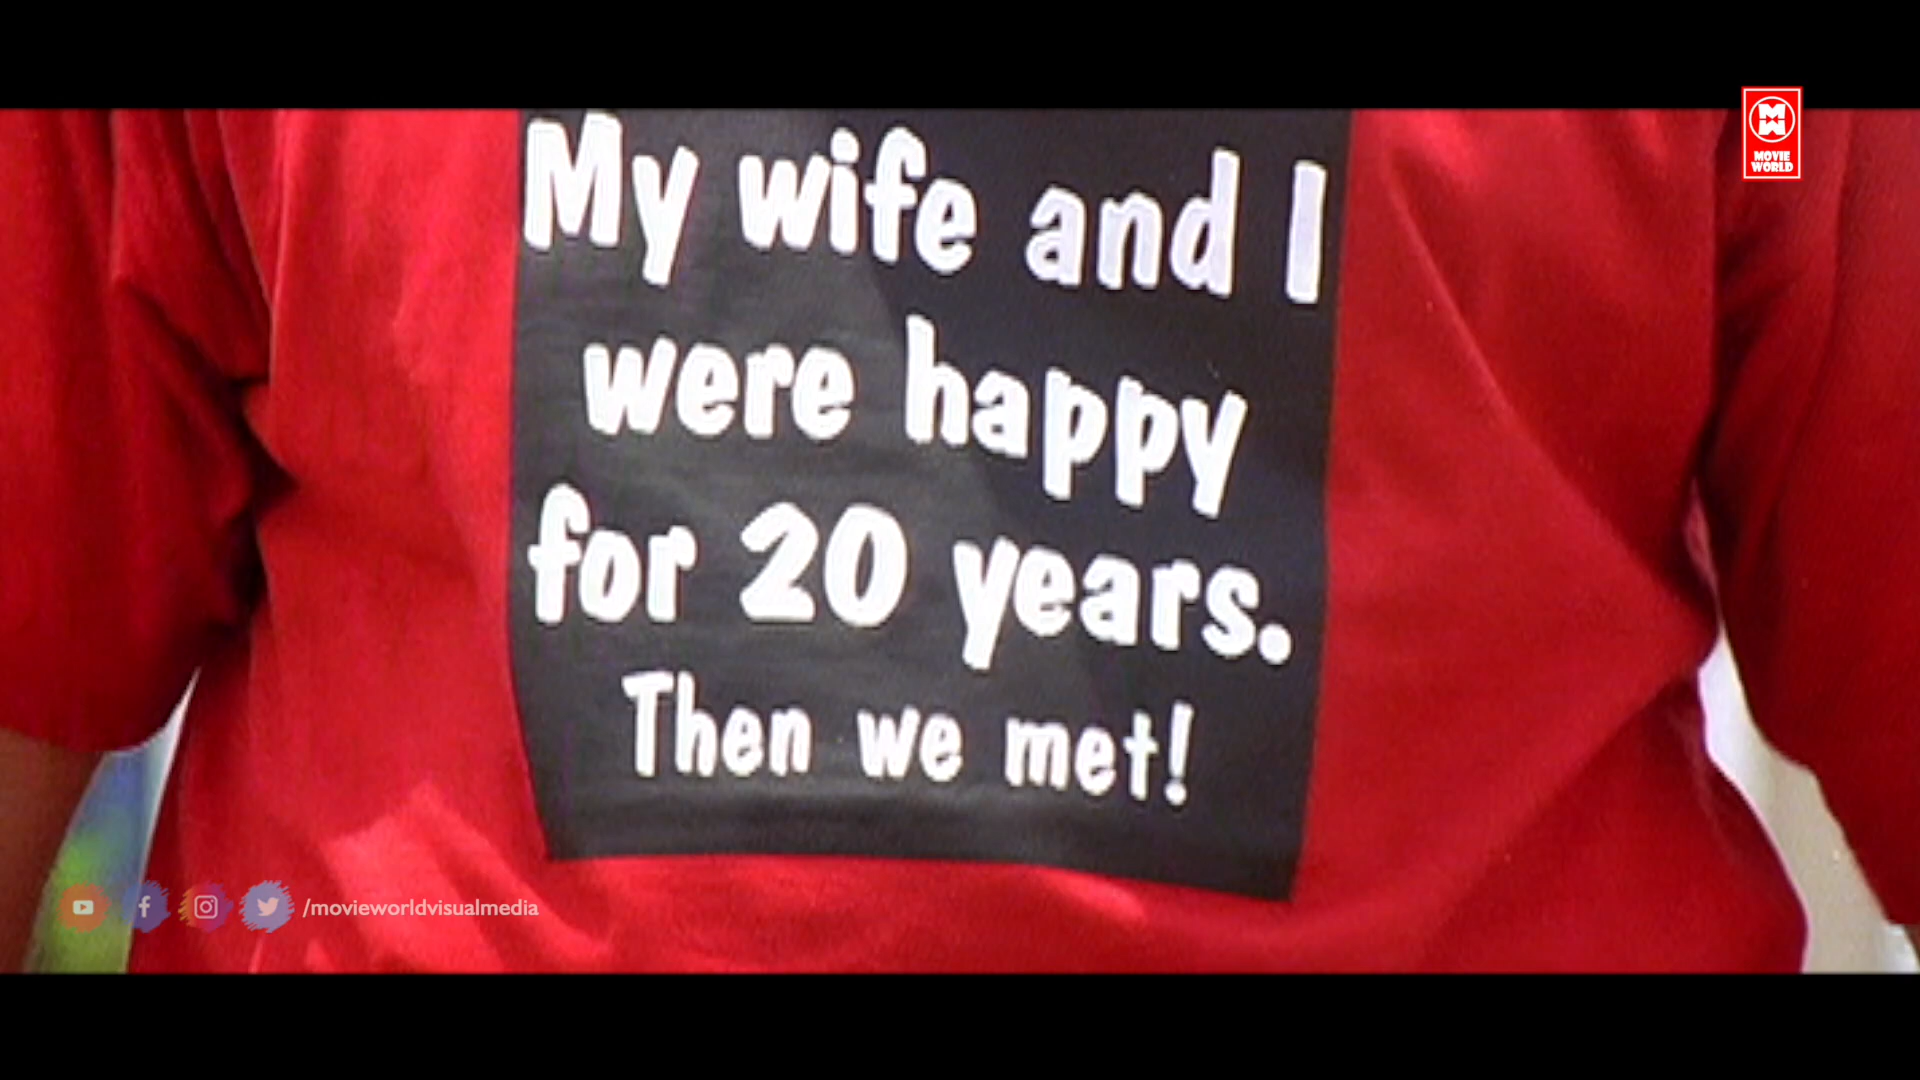 MOVIE
WORLD
My wife and I
were happy
for 20 years.
Then we met!
/movieworldvisualmedia